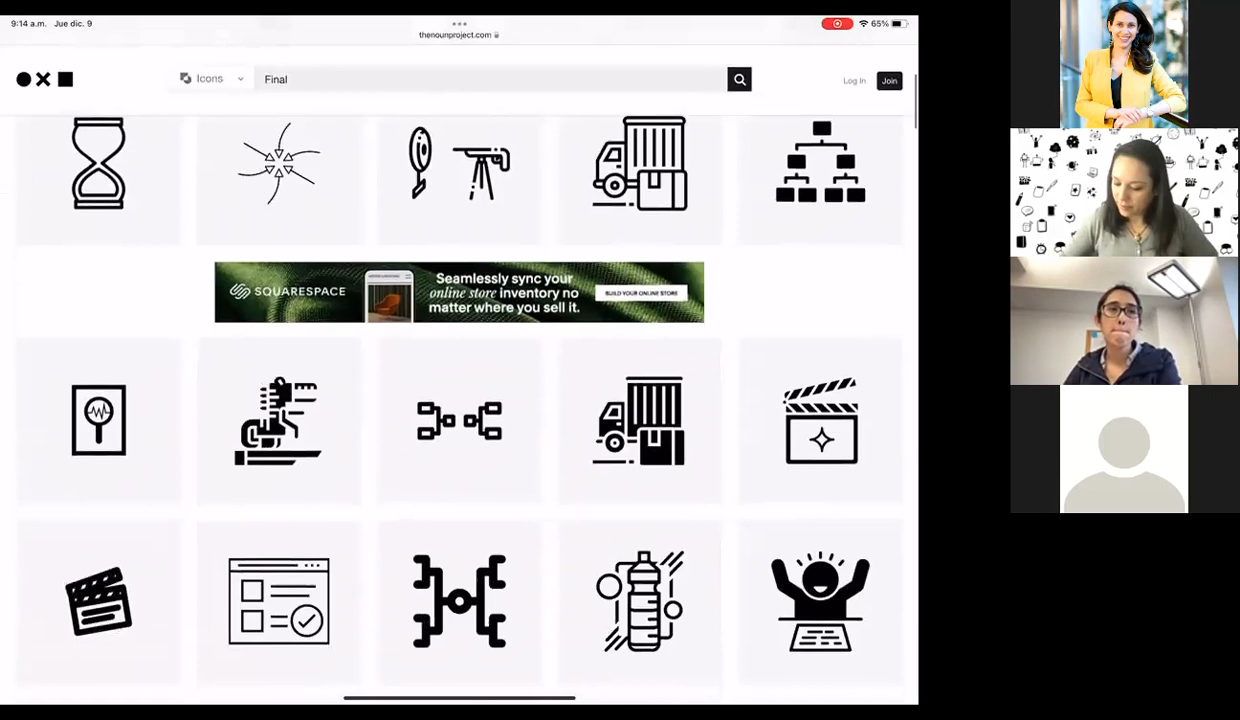 9:14 a.m. Jue dic. 9
65%
thenounproject.com
Icons
Final
Log In
Join
SQUARESPACE
Seamlessly sync your
online store inventory no
matter where you sell it.
BUILD YOUR ONLINE STORE